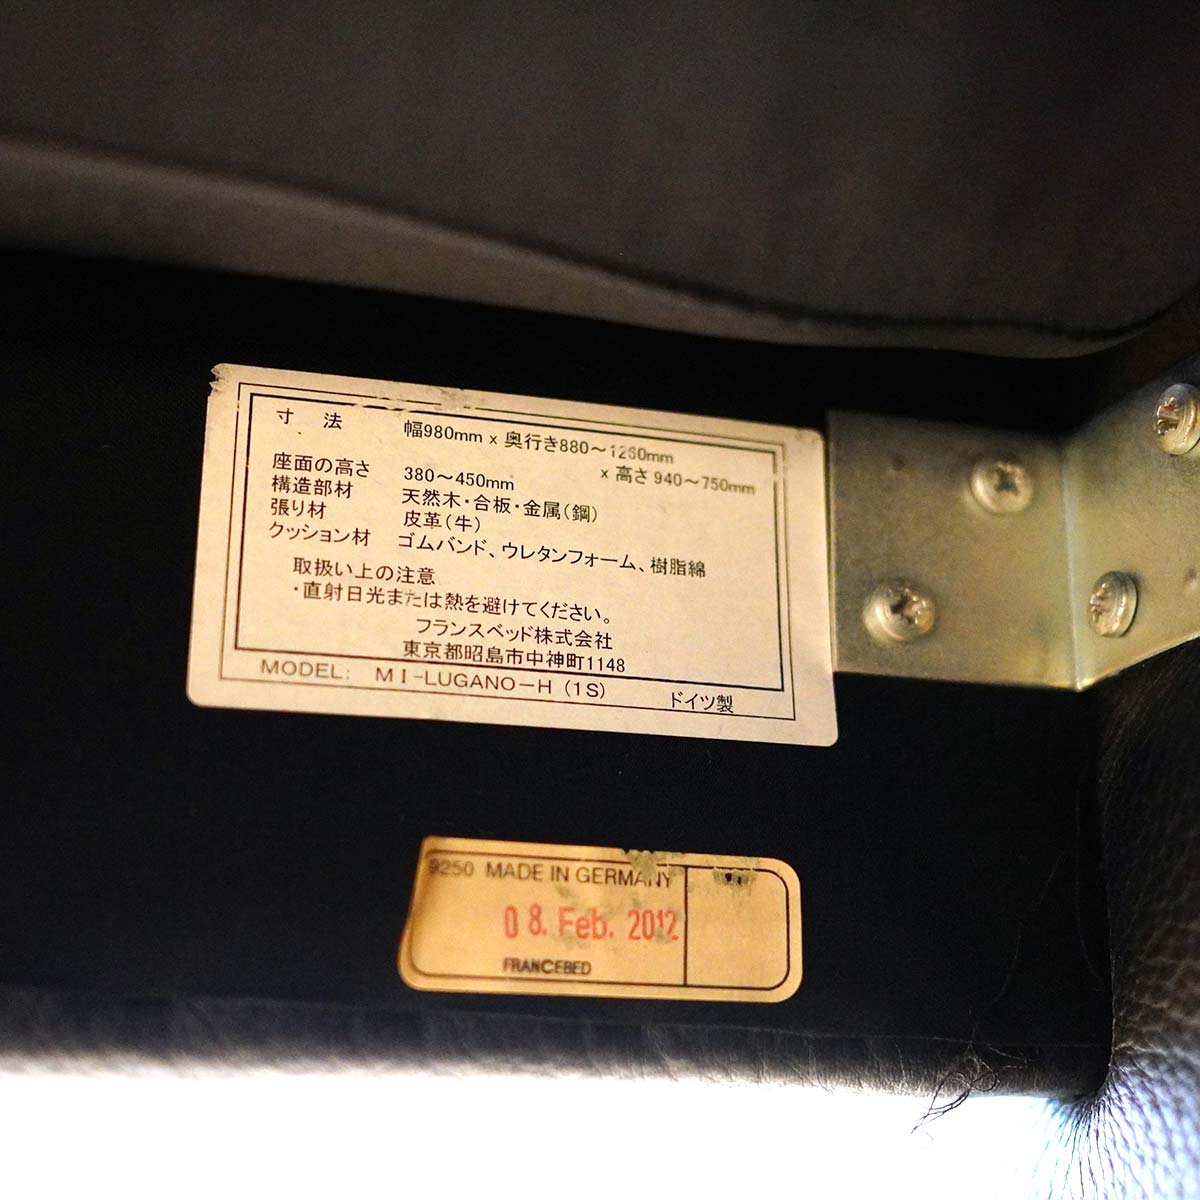 寸 法 幅980mm x 奥行き880～1260mm
x 高さ 940～750mm
座面の高さ 380～450mm
構造部材 天然木・合板・金属（鋼）
張り材 皮革（牛）
クッション材 ゴムバンド、ウレタンフォーム、樹脂綿
取扱い上の注意
・直射日光または熱を避けてください。
フランスベッド株式会社
東京都昭島市中神町1148
MODEL: MI-LUGANO-H (1S) ドイツ製
9250 MADE IN GERMANY
08. Feb. 2012
FRANCEBED